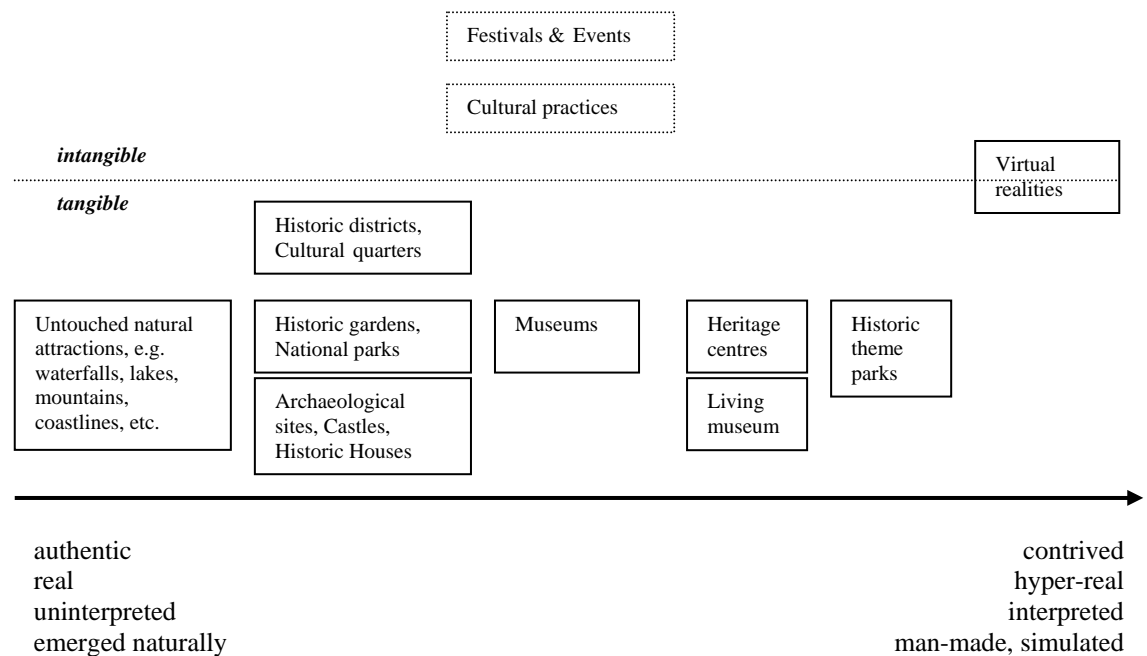 Festivals & Events
Cultural practices
intangible
Virtual
realities
tangible
Historic districts,
Cultural quarters
Untouched natural
attractions, e.g.
waterfalls, lakes,
mountains,
coastlines, etc.
Historic gardens,
National parks
Archaeological
sites, Castles,
Historic Houses
Museums
Heritage
centres
Living
museum
Historic
theme
parks
authentic
real
uninterpreted
emerged naturally
contrived
hyper-real
interpreted
man-made, simulated